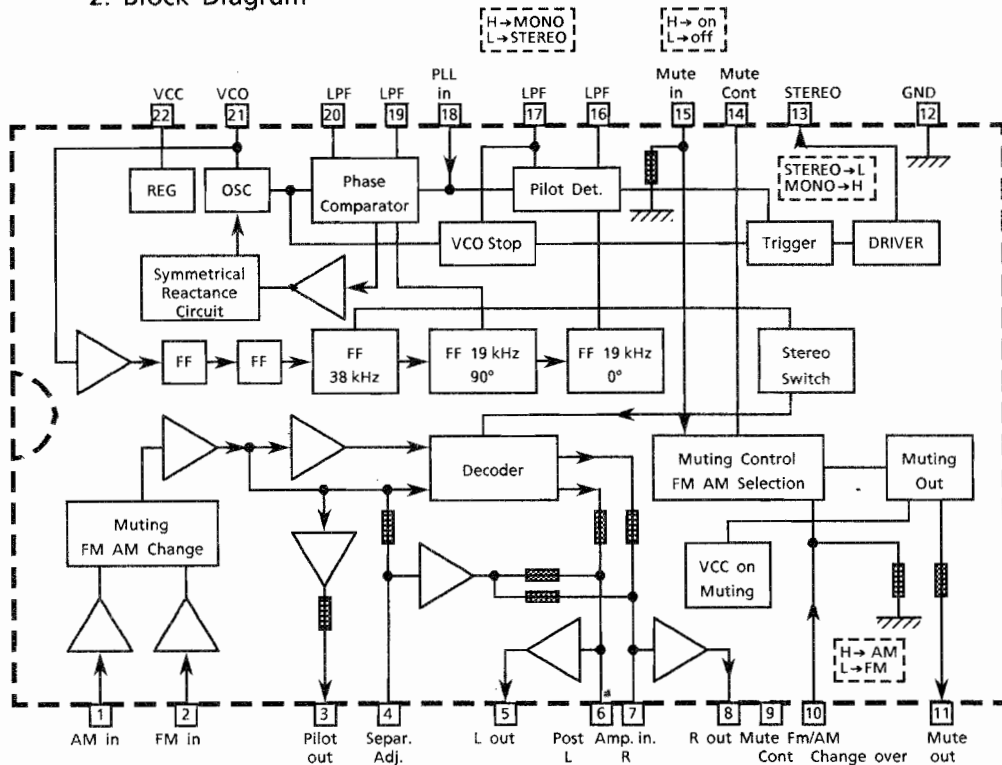 2. Block Diagram
H→MONO
L→STEREO
H→on
L→off
VCC
22
VCO
21
LPF
20
LPF
19
PLL
in
18
LPF
17
LPF
16
Mute
in
15
Mute
Cont
14
STEREO
13
GND
12
STEREO→L
MONO→H
REG
OSC
Phase
Comparator
Pilot Det.
VCO Stop
Trigger
DRIVER
Symmetrical
Reactance
Circuit
FF
FF
FF
38 kHz
FF 19 kHz
90°
FF 19 kHz
0°
Stereo
Switch
Decoder
Muting Control
FM AM Selection
Muting
Out
Muting
FM AM Change
VCC on
Muting
H→AM
L→FM
1
AM in
2
FM in
3
Pilot
out
4
Separ.
Adj.
5
L out
6
7
Post Amp. in.
L R
8
R out
9
Mute
Cont
10
Fm/AM
Change over
11
Mute
out